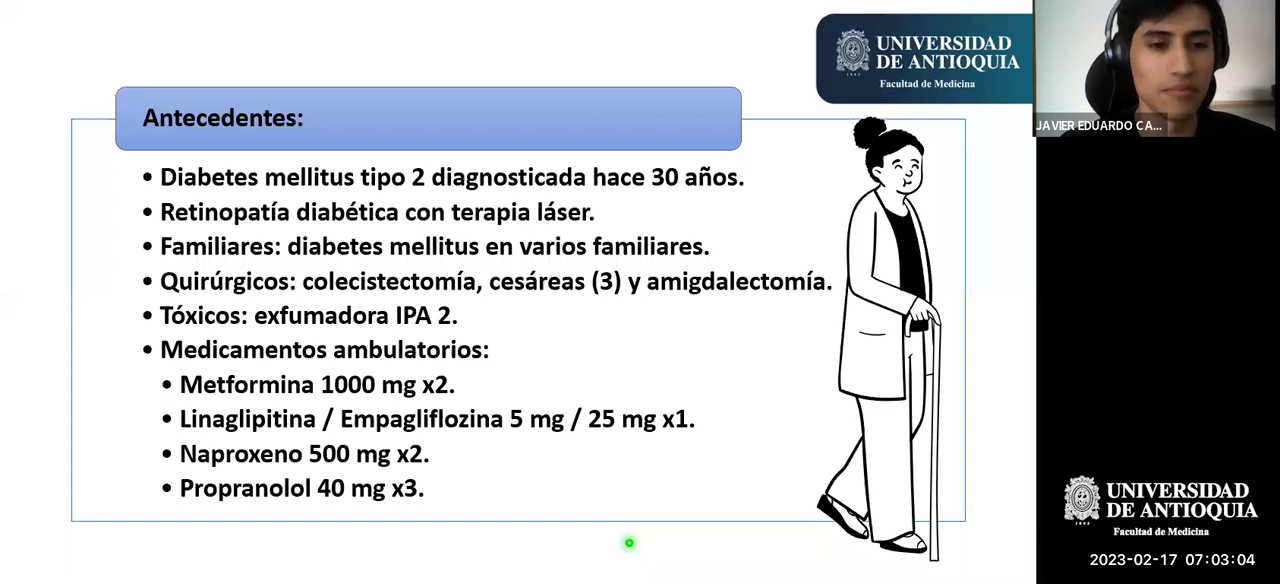 UNIVERSIDAD
DE ANTIOQUIA
Facultad de Medicina
JAVIER EDUARDO CA...
Antecedentes:
• Diabetes mellitus tipo 2 diagnosticada hace 30 años.
• Retinopatía diabética con terapia láser.
• Familiares: diabetes mellitus en varios familiares.
• Quirúrgicos: colecistectomía, cesáreas (3) y amigdalectomía.
• Tóxicos: exfumadora IPA 2.
• Medicamentos ambulatorios:
• Metformina 1000 mg x2.
• Linaglipitina / Empagliflozina 5 mg / 25 mg x1.
• Naproxeno 500 mg x2.
• Propranolol 40 mg x3.
UNIVERSIDAD
DE ANTIOQUIA
Facultad de Medicina
2023-02-17 07:03:04